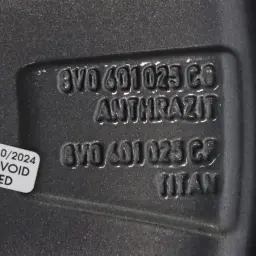 8V0 601 025 CG
ANTHRAZIT
8V0 601 025 CF
TITAN
0/2024
VOID
ED